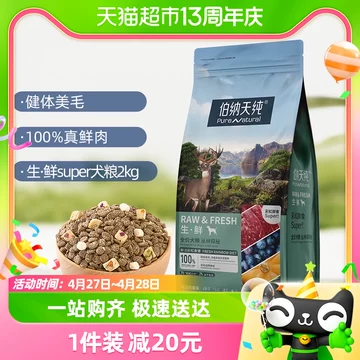 天猫超市13周年庆
健体美毛
100%真鲜肉
生·鲜super犬粮2kg
伯纳天纯®
Pure&Natural
RAW & FRESH
生·鲜
100%
活动时间：4月27日~4月28日
一站购齐 极速送达
1件装 减20元